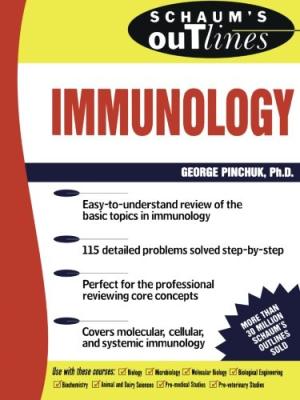 SCHAUM'S
ouTlines
IMMUNOLOGY
GEORGE PINCHUK, Ph.D.
Easy-to-understand review of the
basic topics in immunology
115 detailed problems solved step-by-step
Perfect for the professional
reviewing core concepts
Covers molecular, cellular,
and systemic immunology
MORE THAN
30 MILLION
SCHAUM'S
OUTLINES
SOLD
Use with these courses: Biology Microbiology Molecular Biology Biological Engineering
Biochemistry Animal and Dairy Sciences Pre-medical Studies Pre-veterinary Studies